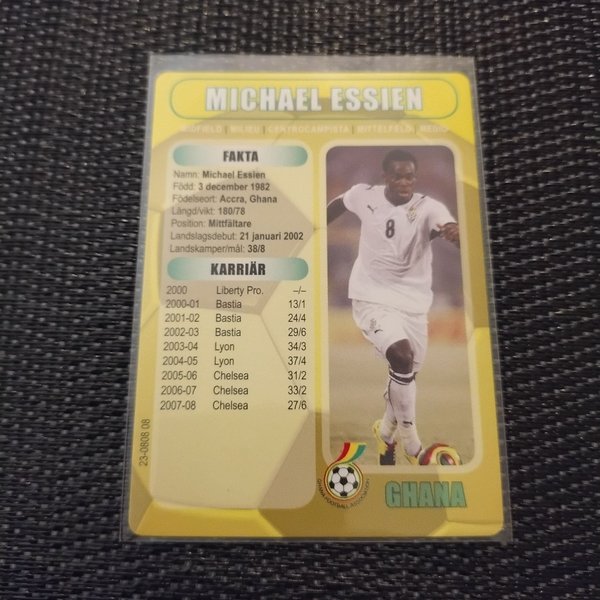 MICHAEL ESSIEN
MIDFIELD | MILIEU | CENTROCAMPISTA | MITTELFELD | MEDIO
FAKTA
Namn: Michael Essien
Född: 3 december 1982
Födelseort: Accra, Ghana
Längd/vikt: 180/78
Position: Mittfältare
Landslagsdebut: 21 januari 2002
Landskamper/mål: 38/8
KARRIÄR
2000 Liberty Pro. –/–
2000-01 Bastia 13/1
2001-02 Bastia 24/4
2002-03 Bastia 29/6
2003-04 Lyon 34/3
2004-05 Lyon 37/4
2005-06 Chelsea 31/2
2006-07 Chelsea 33/2
2007-08 Chelsea 27/6
23-0808 08
8
GHANA FOOTBALL ASSOCIATION
GHANA